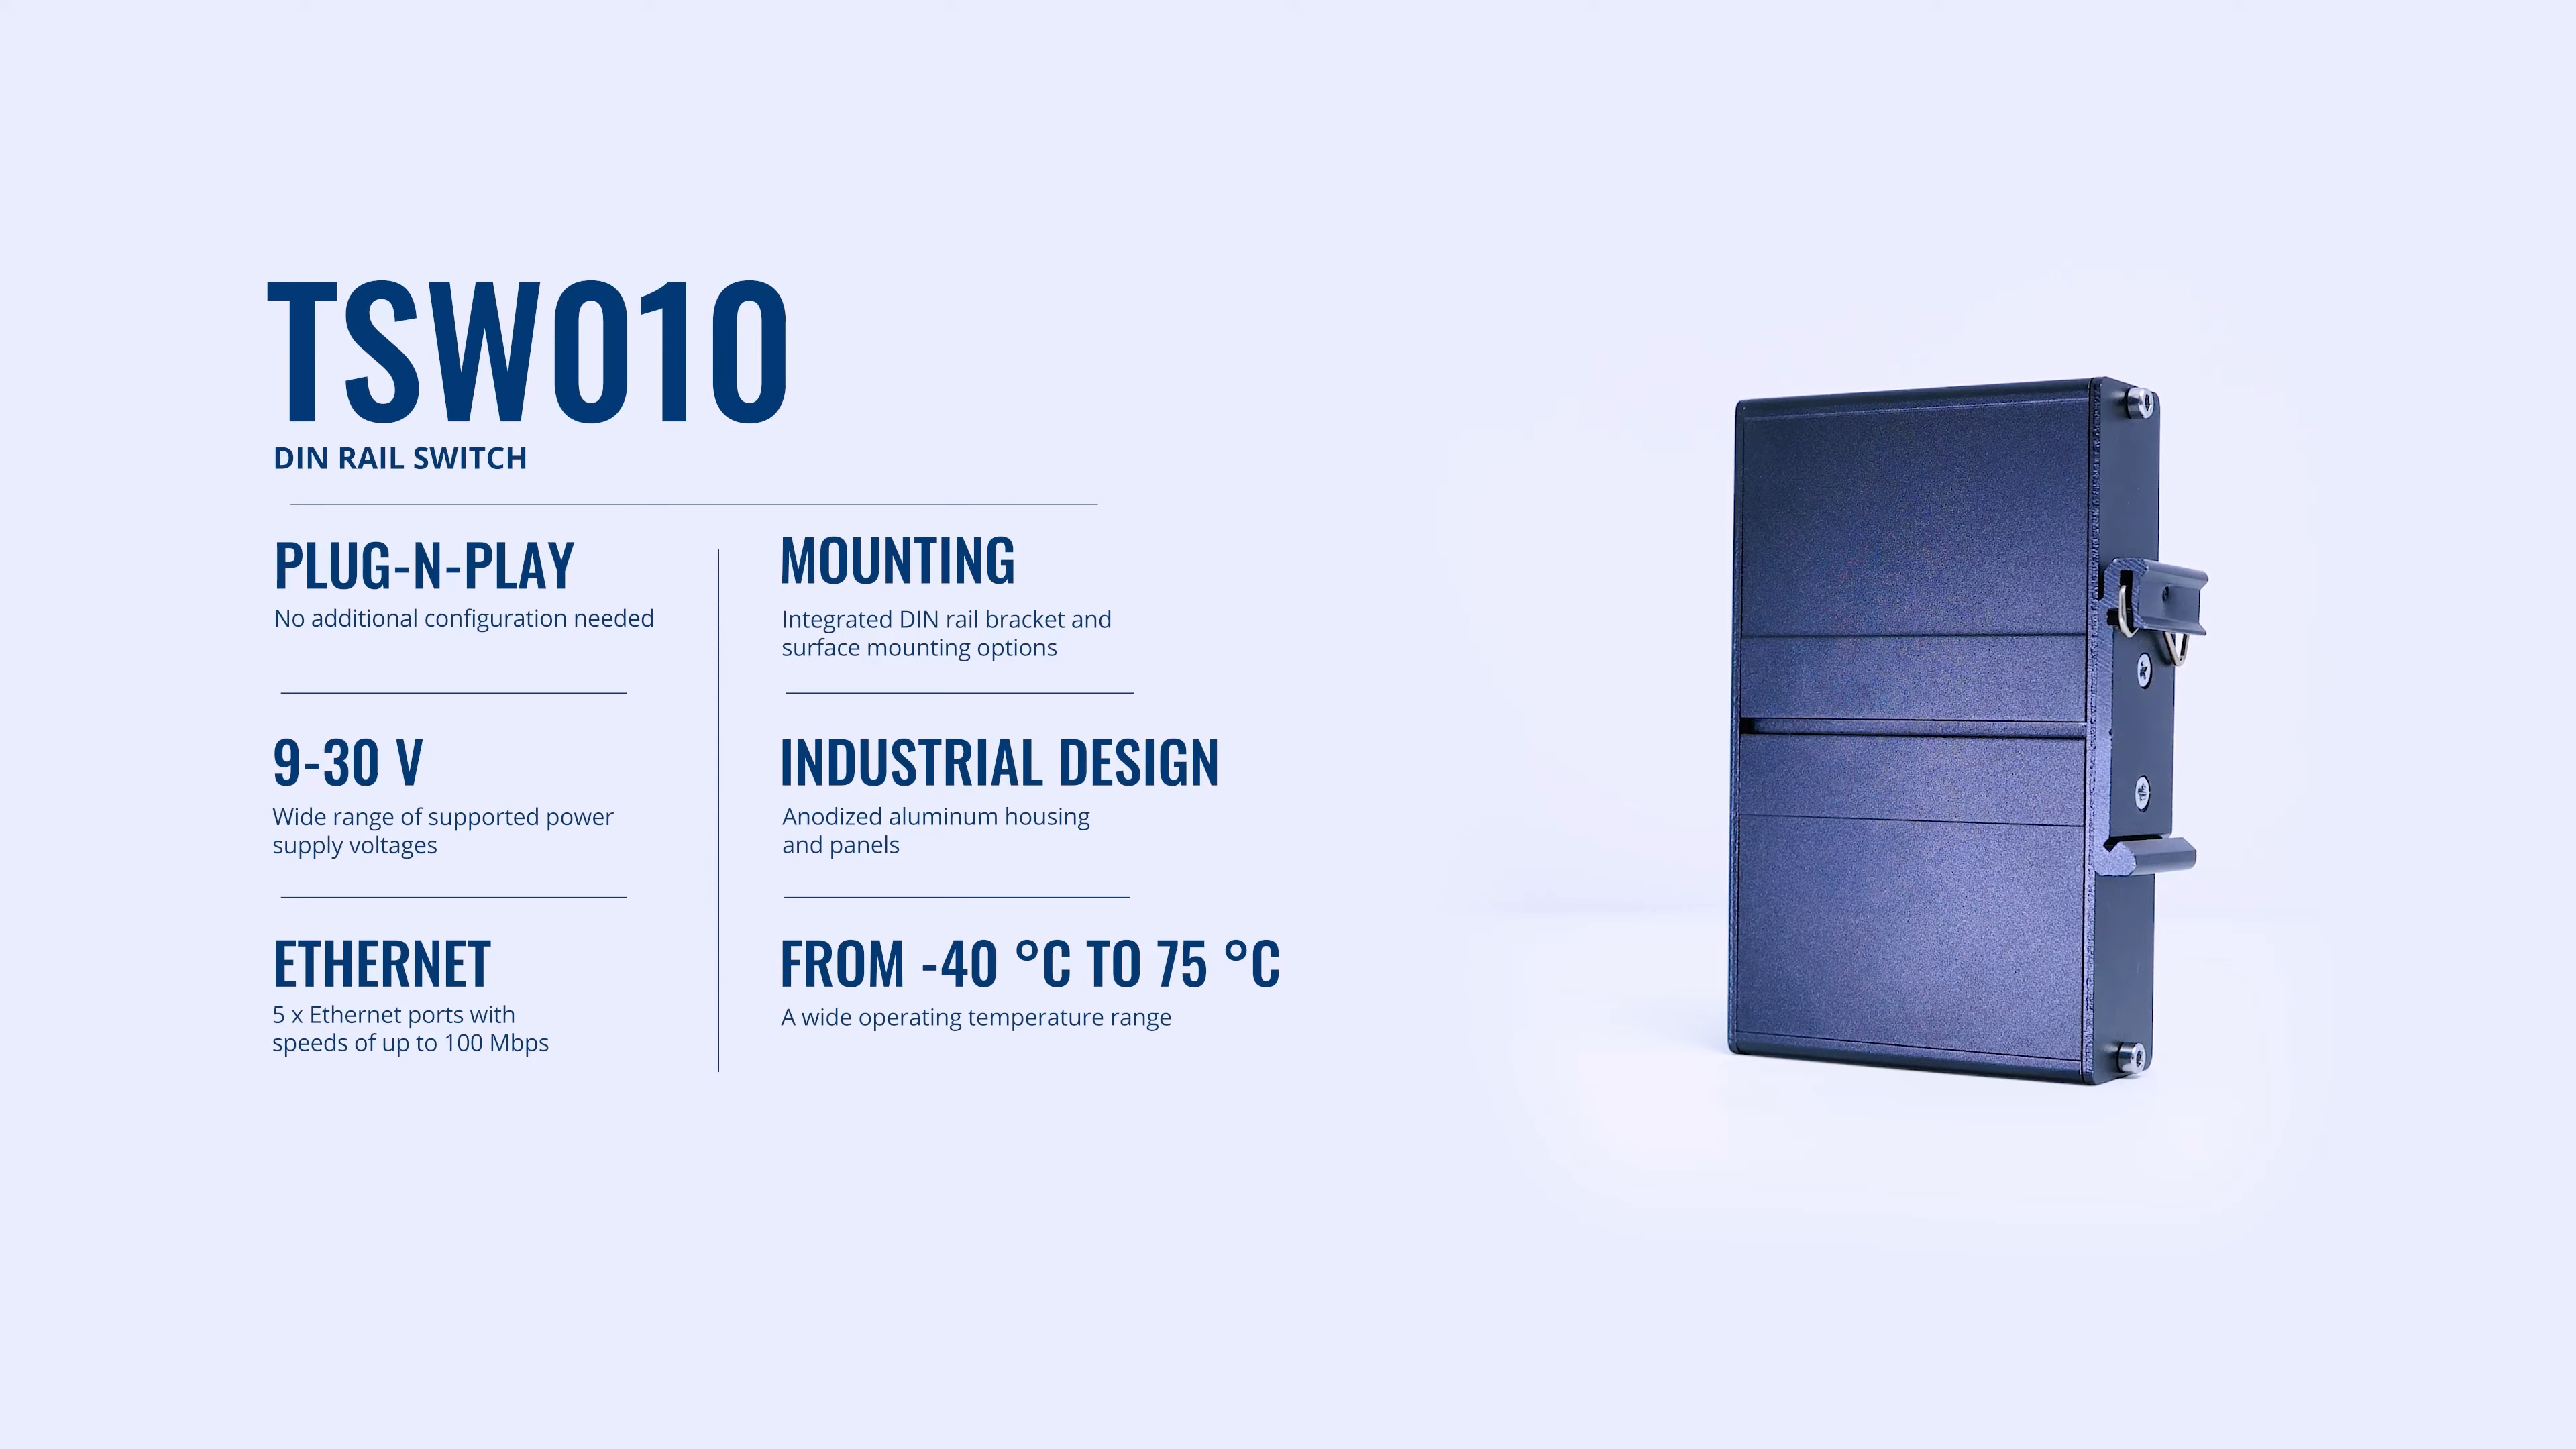 TSW010
DIN RAIL SWITCH
PLUG-N-PLAY
No additional configuration needed
9-30 V
Wide range of supported power
supply voltages
ETHERNET
5 x Ethernet ports with
speeds of up to 100 Mbps
MOUNTING
Integrated DIN rail bracket and
surface mounting options
INDUSTRIAL DESIGN
Anodized aluminum housing
and panels
FROM -40 °C TO 75 °C
A wide operating temperature range